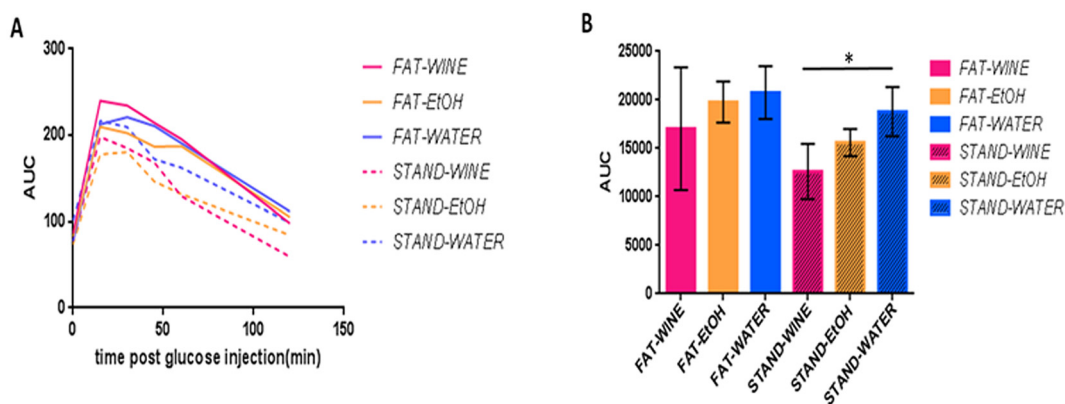 A
300
200
100
0
AUC
0
50
100
150
time post glucose injection(min)
FAT-WINE
FAT-EtOH
FAT-WATER
STAND-WINE
STAND-EtOH
STAND-WATER
B
25000
20000
15000
10000
5000
0
AUC
*
FAT-WINE
FAT-EtOH
FAT-WATER
STAND-WINE
STAND-EtOH
STAND-WATER
FAT-WINE
FAT-EtOH
FAT-WATER
STAND-WINE
STAND-EtOH
STAND-WATER